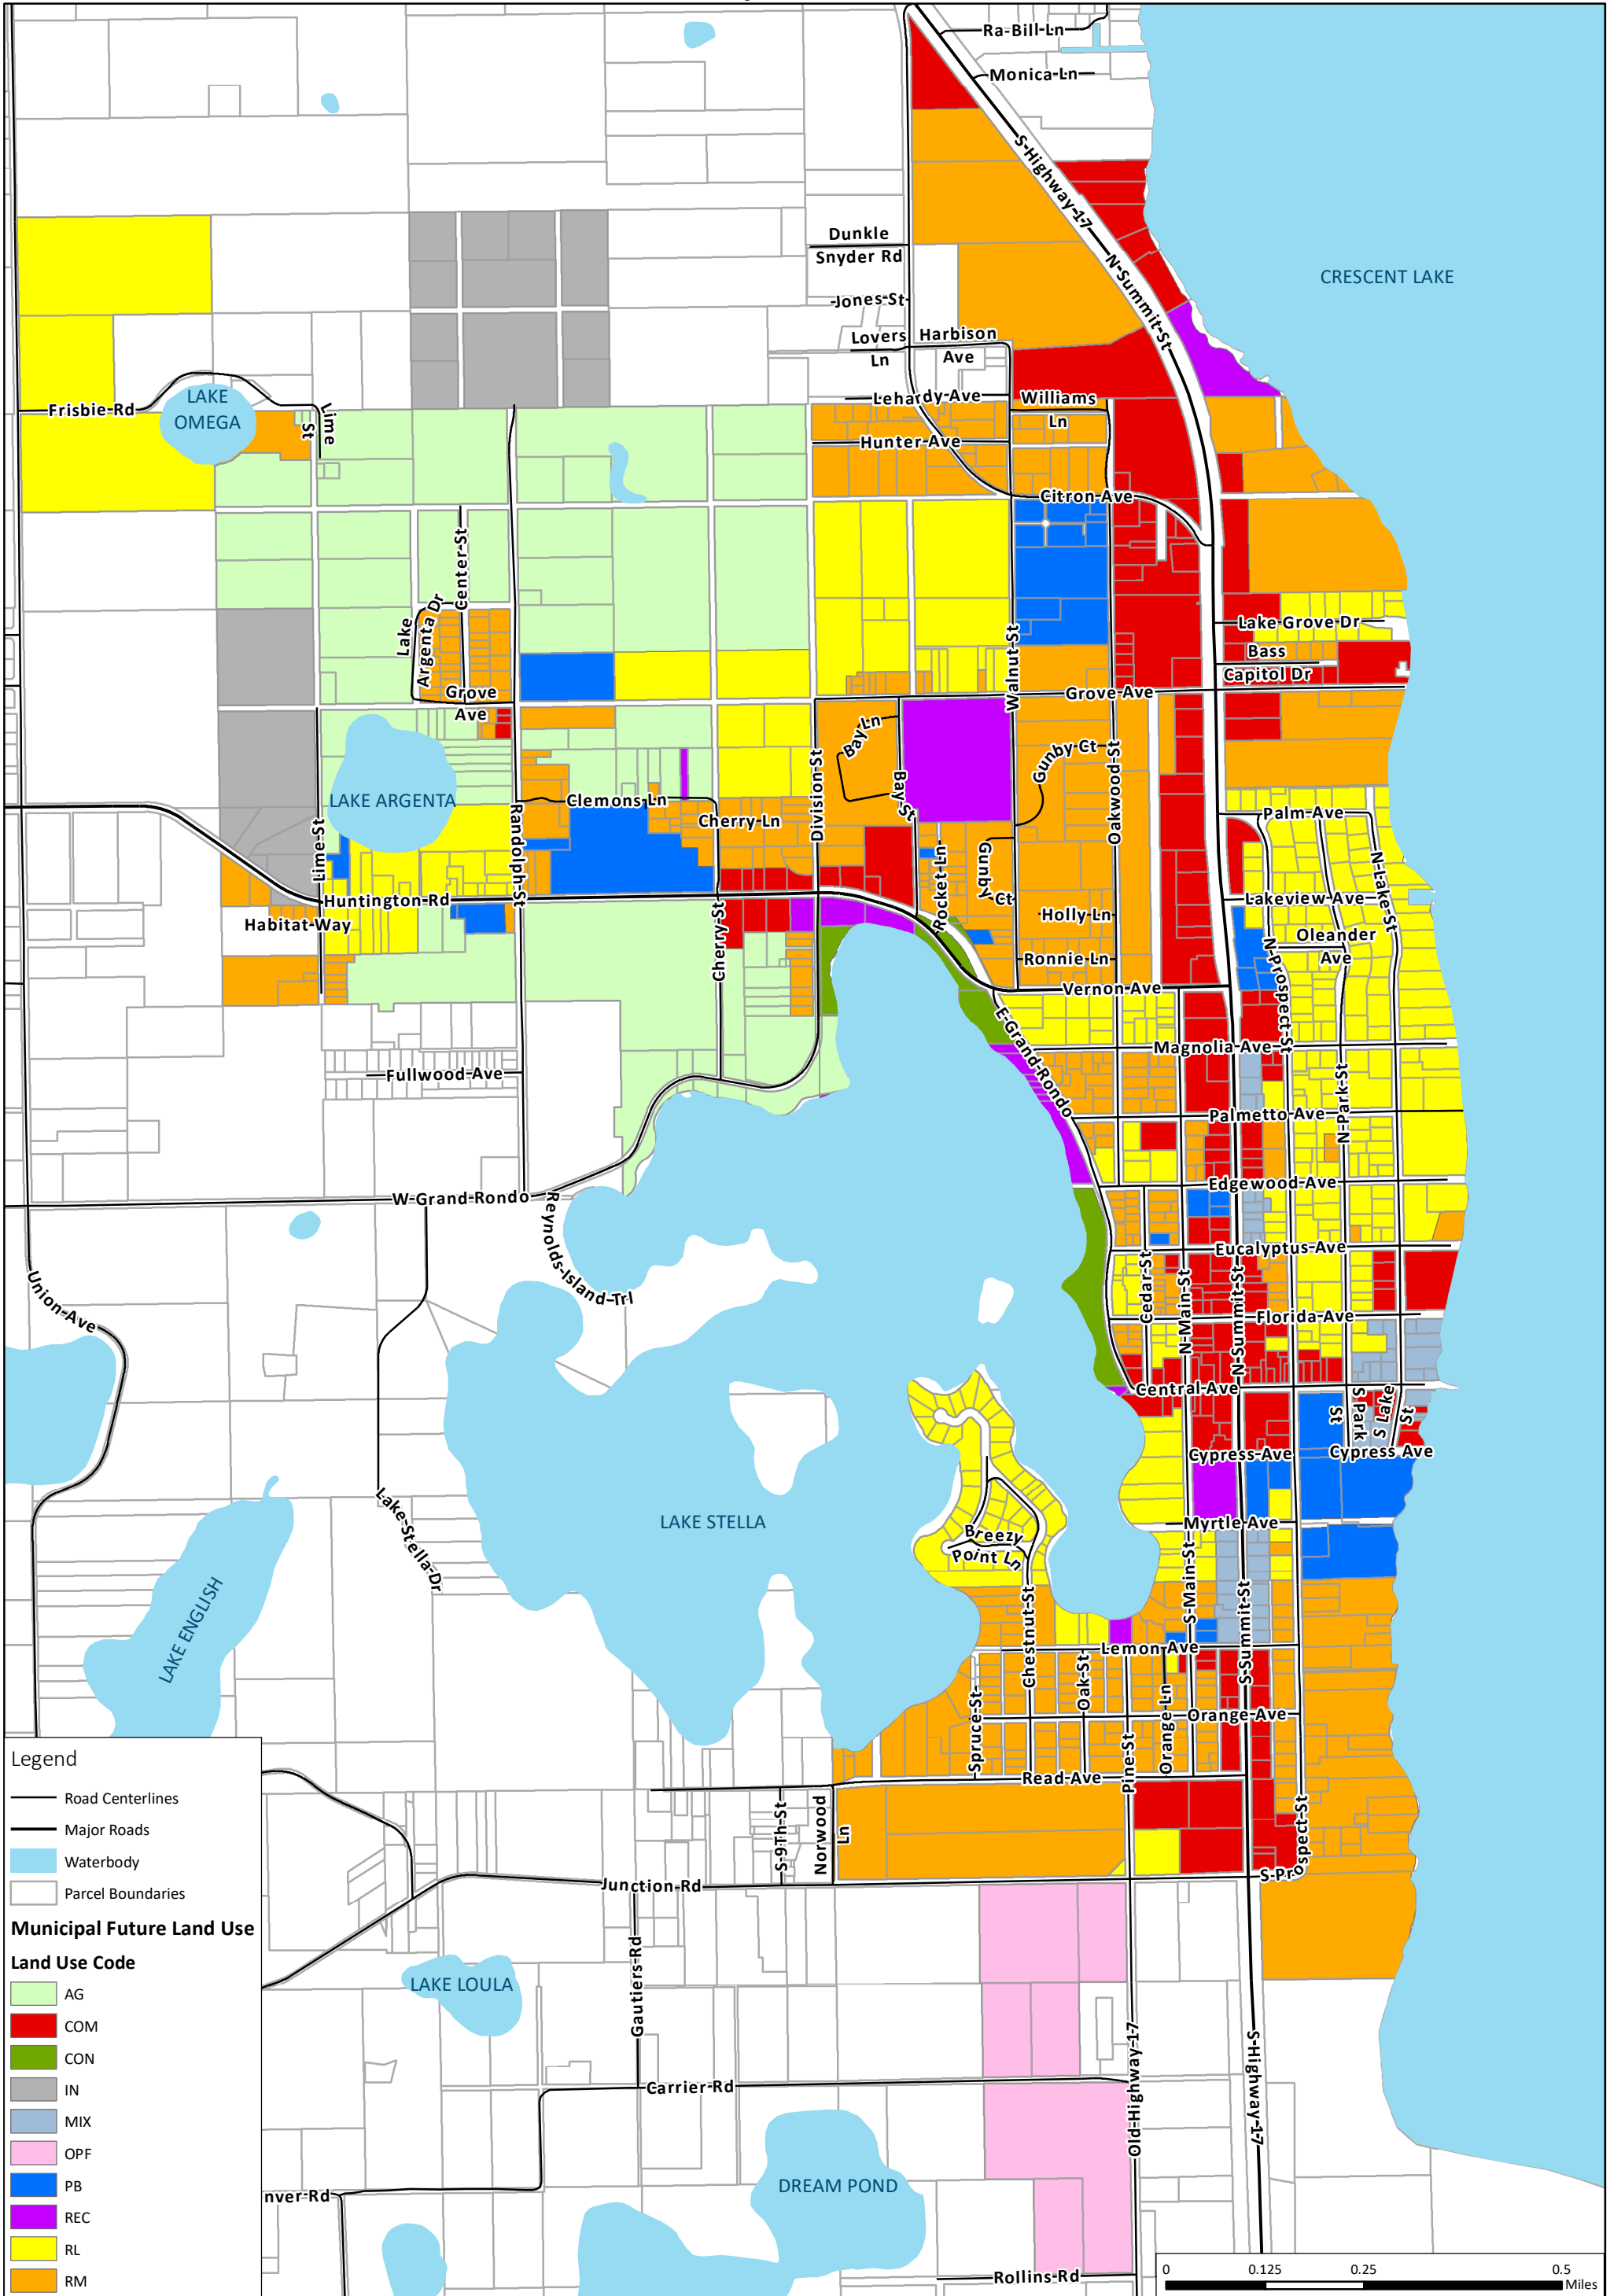 Ra-Bill-Ln
Monica-Ln
S-Highway-17
CRESCENT LAKE
Dunkle
Snyder Rd
N-Summit-St
Jones-St
Lovers
Ln
Harbison
Ave
Lehardy-Ave
Williams
Ln
Frisbie-Rd
LAKE
OMEGA
Lime
St
Hunter-Ave
Citron-Ave
Center-St
Lake
Argenta-Dr
Walnut-St
Lake-Grove-Dr
Bass
Capitol Dr
Grove
Ave
Grove-Ave
Bay-Ln
Bay-St
Gunby-Ct
Oakwood-St
Division-St
LAKE ARGENTA
Clemons-Ln
Cherry-Ln
Palm-Ave
Randolph-St
Lime-St
Gunby
Ct
Rocket-Ln
N-Lake-St
Huntington-Rd
Habitat-Way
Holly-Ln
Lakeview-Ave
Oleander
Ave
N-Prospect-St
Cherry-St
Ronnie-Ln
Vernon-Ave
E-Grand-Rondo
Magnolia-Ave
Fullwood-Ave
N-Park-St
Palmetto-Ave
W-Grand-Rondo
Reynolds-Island-Trl
Edgewood-Ave
Eucalyptus-Ave
Union-Ave
Cedar-St
N-Main-St
N-Summit-St
Florida-Ave
Central-Ave
S Park
St
S Lake
St
Cypress-Ave
Cypress Ave
Lake-Stella-Dr
LAKE STELLA
Myrtle-Ave
Breezy
Point Ln
LAKE ENGLISH
Chestnut-St
S-Main-St
S-Summit-St
Lemon-Ave
Oak-St
Spruce-St
Orange-Ln
Orange-Ave
Pine-St
Read-Ave
S-9Th-St
Norwood
Ln
S-Prospect-St
Junction-Rd
Gautiers-Rd
LAKE LOULA
Old-Highway-17
S-Highway-17
Carrier-Rd
DREAM POND
nver-Rd
Rollins-Rd
Legend
Road Centerlines
Major Roads
Waterbody
Parcel Boundaries
Municipal Future Land Use
Land Use Code
AG
COM
CON
IN
MIX
OPF
PB
REC
RL
RM
0 0.125 0.25 0.5
Miles